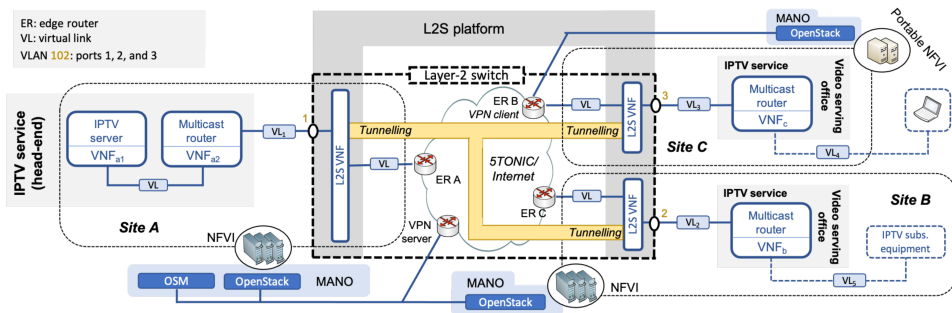 ER: edge router
VL: virtual link
VLAN 102: ports 1, 2, and 3
L2S platform
MANO
OpenStack
Portable NFVI
Layer-2 switch
IPTV service
(head-end)
IPTV
server
VNFa1
Multicast
router
VNFa2
VL
VL1
1
L2S VNF
Tunnelling
VL
ER A
Site A
ER B
VPN client
VL
Tunnelling
L2S VNF
3
VL3
IPTV service
Multicast
router
VNFc
Video serving
office
VL4
Site C
5TONIC/
Internet
ER C
VL
Tunnelling
L2S VNF
2
VL2
IPTV service
Multicast
router
VNFb
Video serving
office
Site B
IPTV subs.
equipment
VL5
VPN
server
NFVI
OSM
OpenStack
MANO
MANO
OpenStack
NFVI